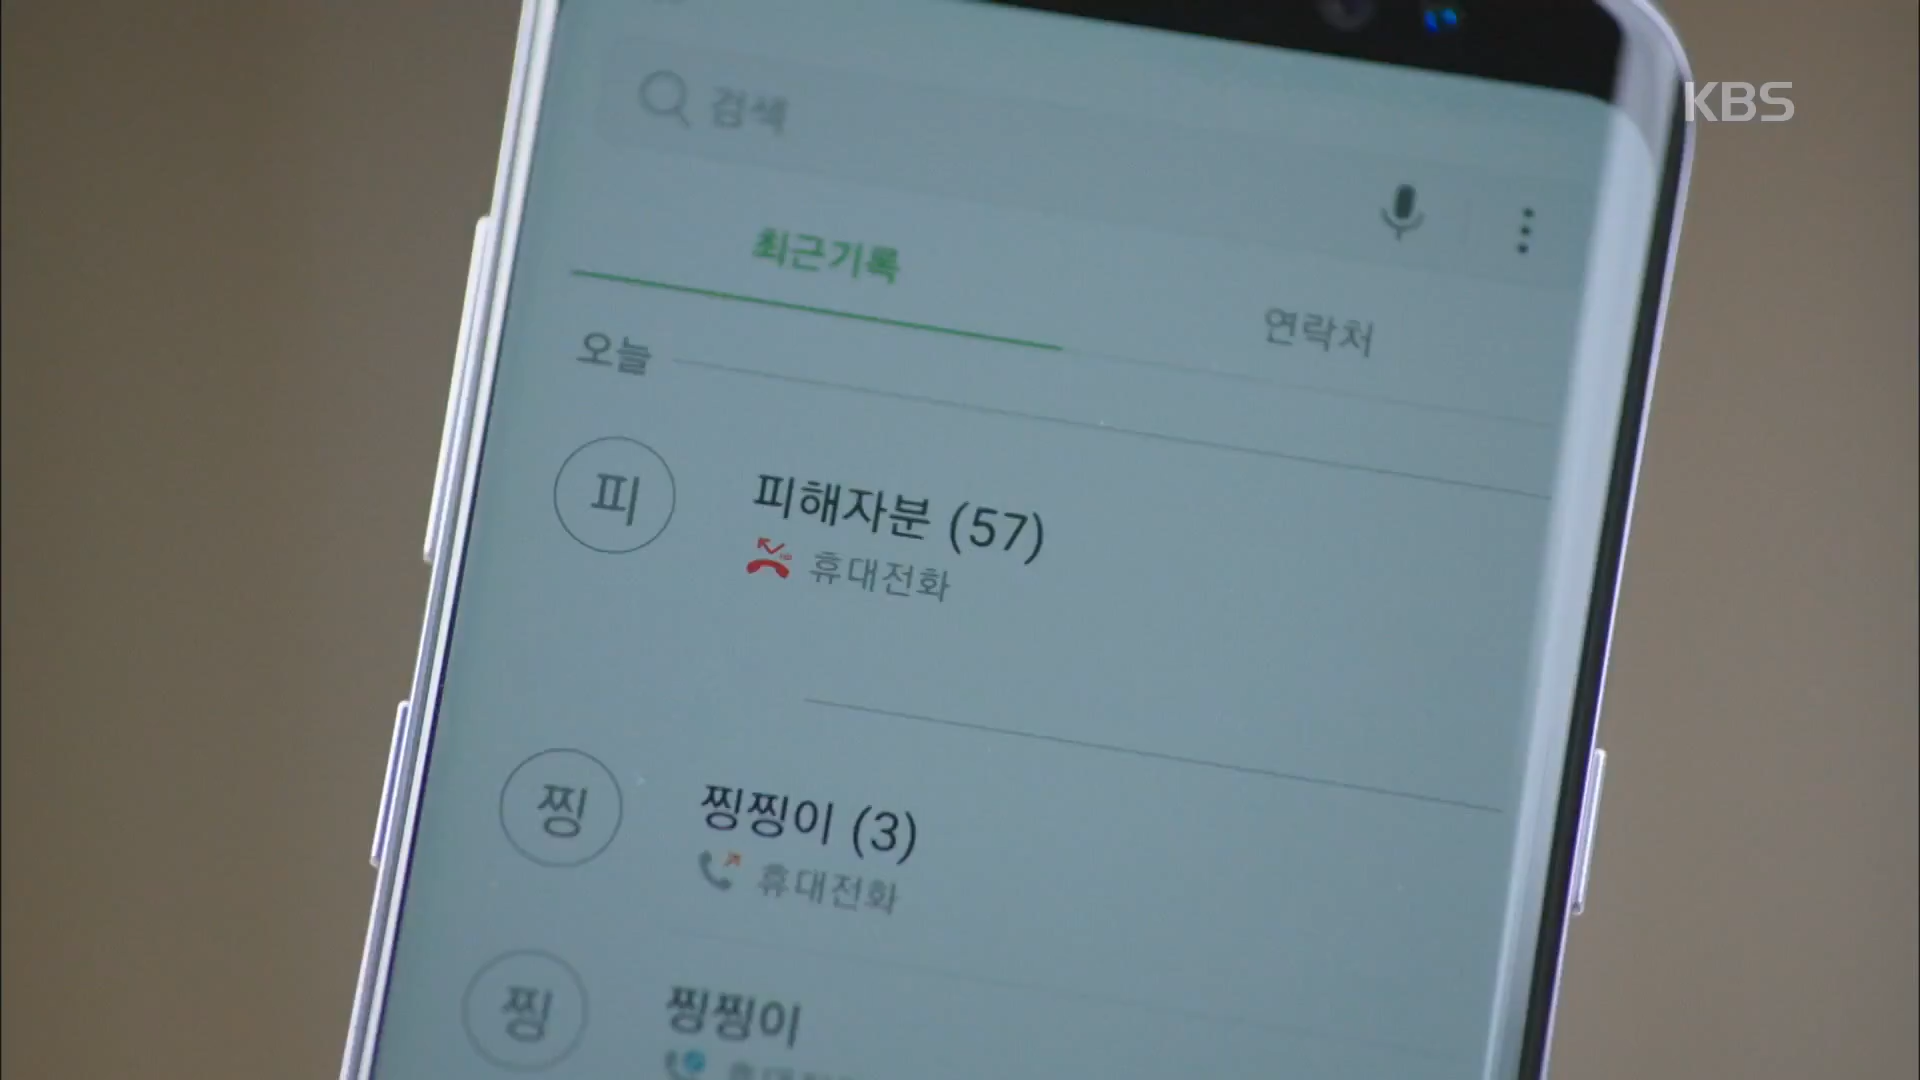 KBS
검색
최근기록
연락처
오늘
피
피해자분 (57)
휴대전화
찡
찡찡이 (3)
휴대전화
찡
찡찡이